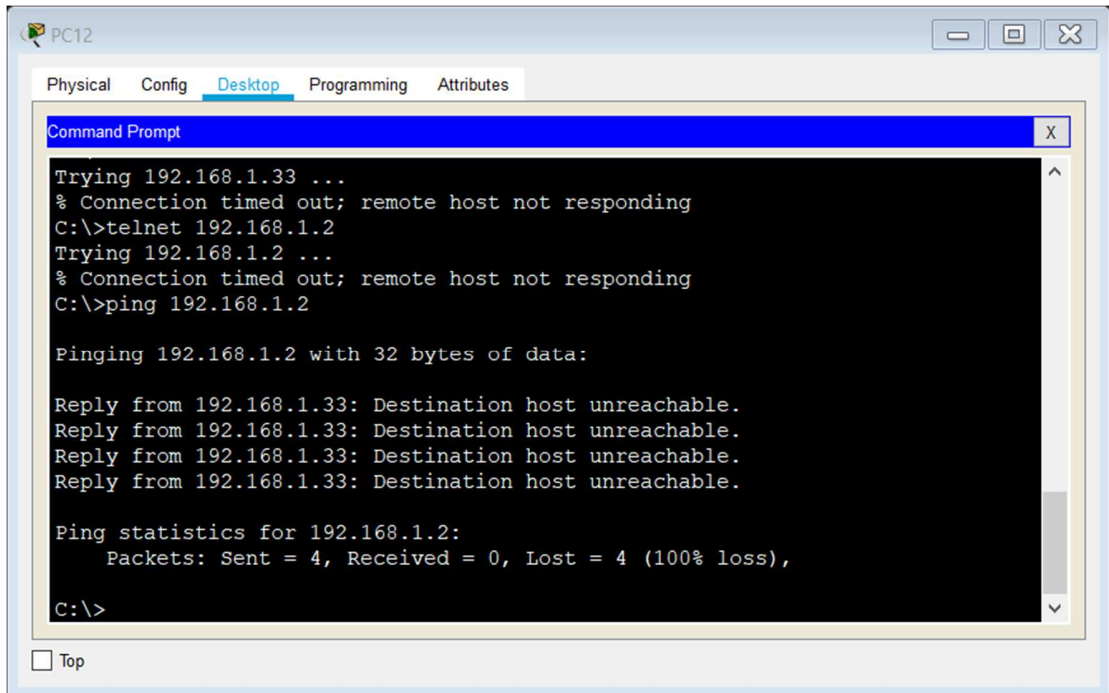 PC12
Physical Config Desktop Programming Attributes
Command Prompt
X
Trying 192.168.1.33 ...
% Connection timed out; remote host not responding
C:\>telnet 192.168.1.2
Trying 192.168.1.2 ...
% Connection timed out; remote host not responding
C:\>ping 192.168.1.2
Pinging 192.168.1.2 with 32 bytes of data:
Reply from 192.168.1.33: Destination host unreachable.
Reply from 192.168.1.33: Destination host unreachable.
Reply from 192.168.1.33: Destination host unreachable.
Reply from 192.168.1.33: Destination host unreachable.
Ping statistics for 192.168.1.2:
Packets: Sent = 4, Received = 0, Lost = 4 (100% loss),
C:\>
Top